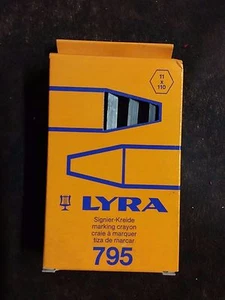 11
x
110
LYRA
Signier-Kreide
marking crayon
craie à marquer
tiza de marcar
795